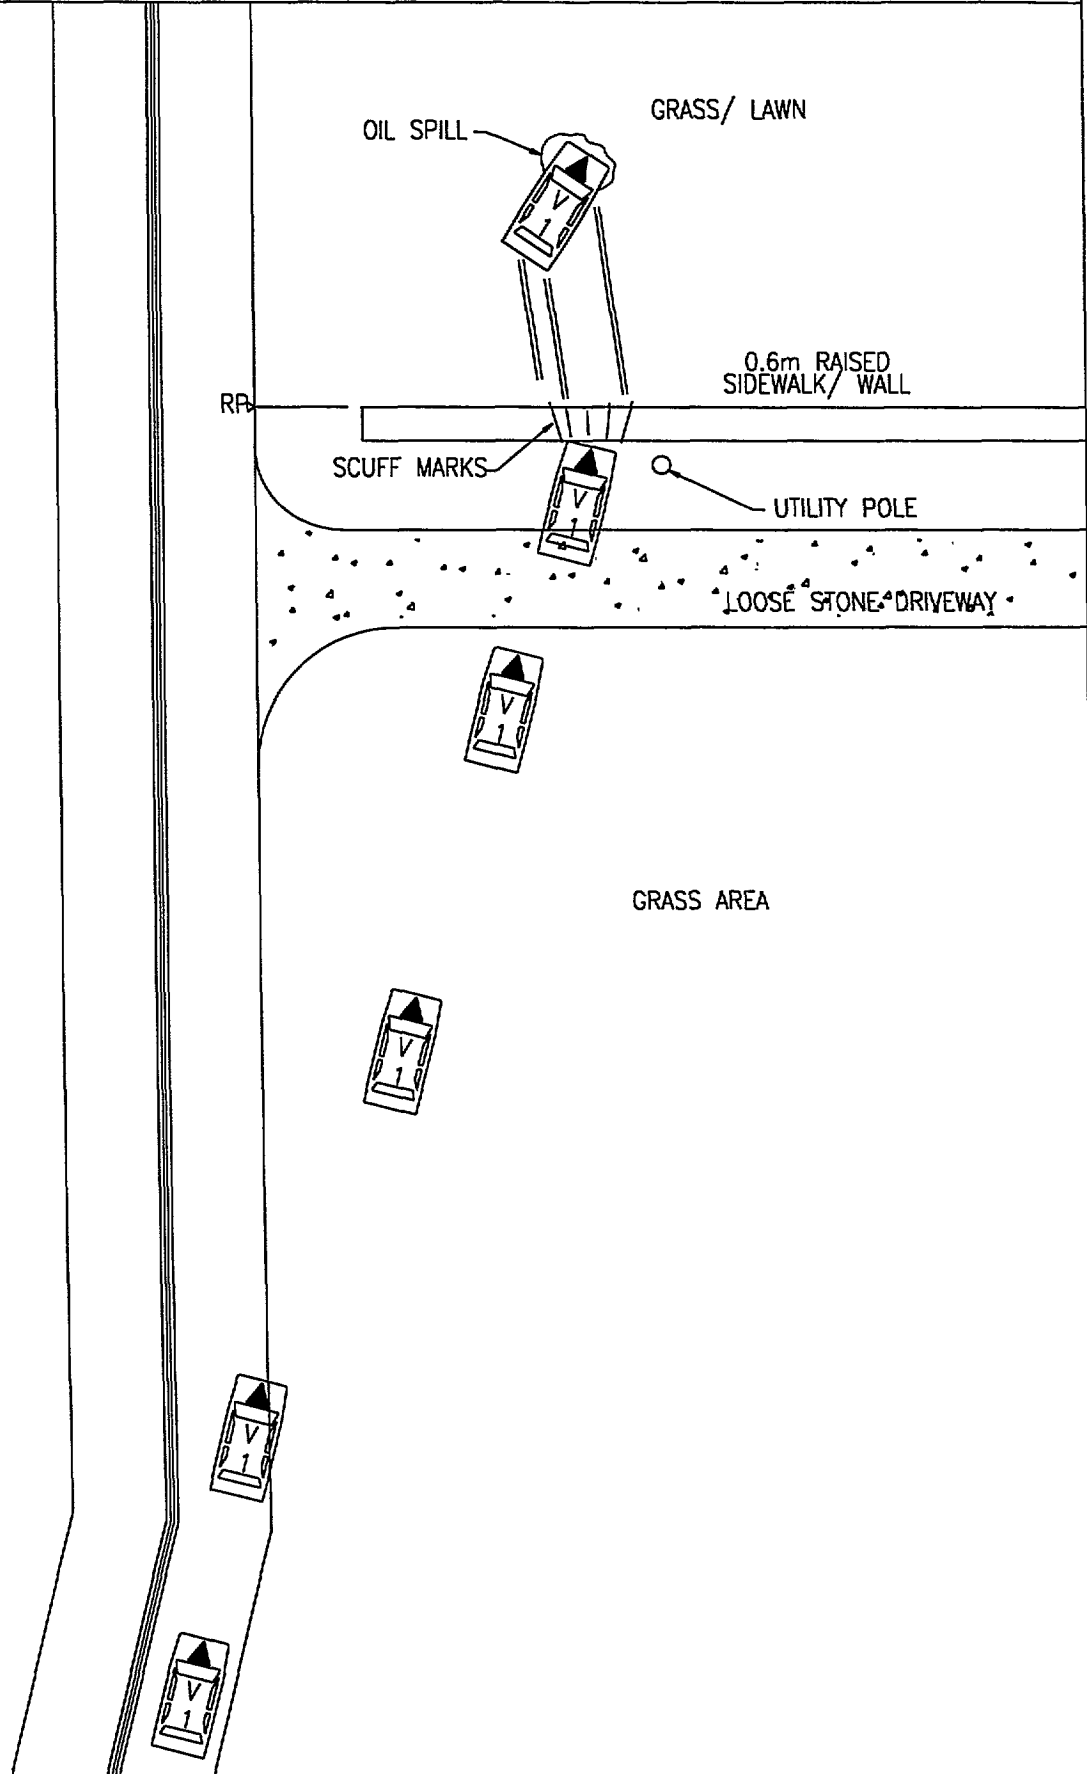 GRASS/ LAWN
OIL SPILL
V
1
0.6m RAISED
SIDEWALK/ WALL
RP
SCUFF MARKS
V
1
UTILITY POLE
LOOSE STONE DRIVEWAY
V
1
GRASS AREA
V
1
V
1
V
1